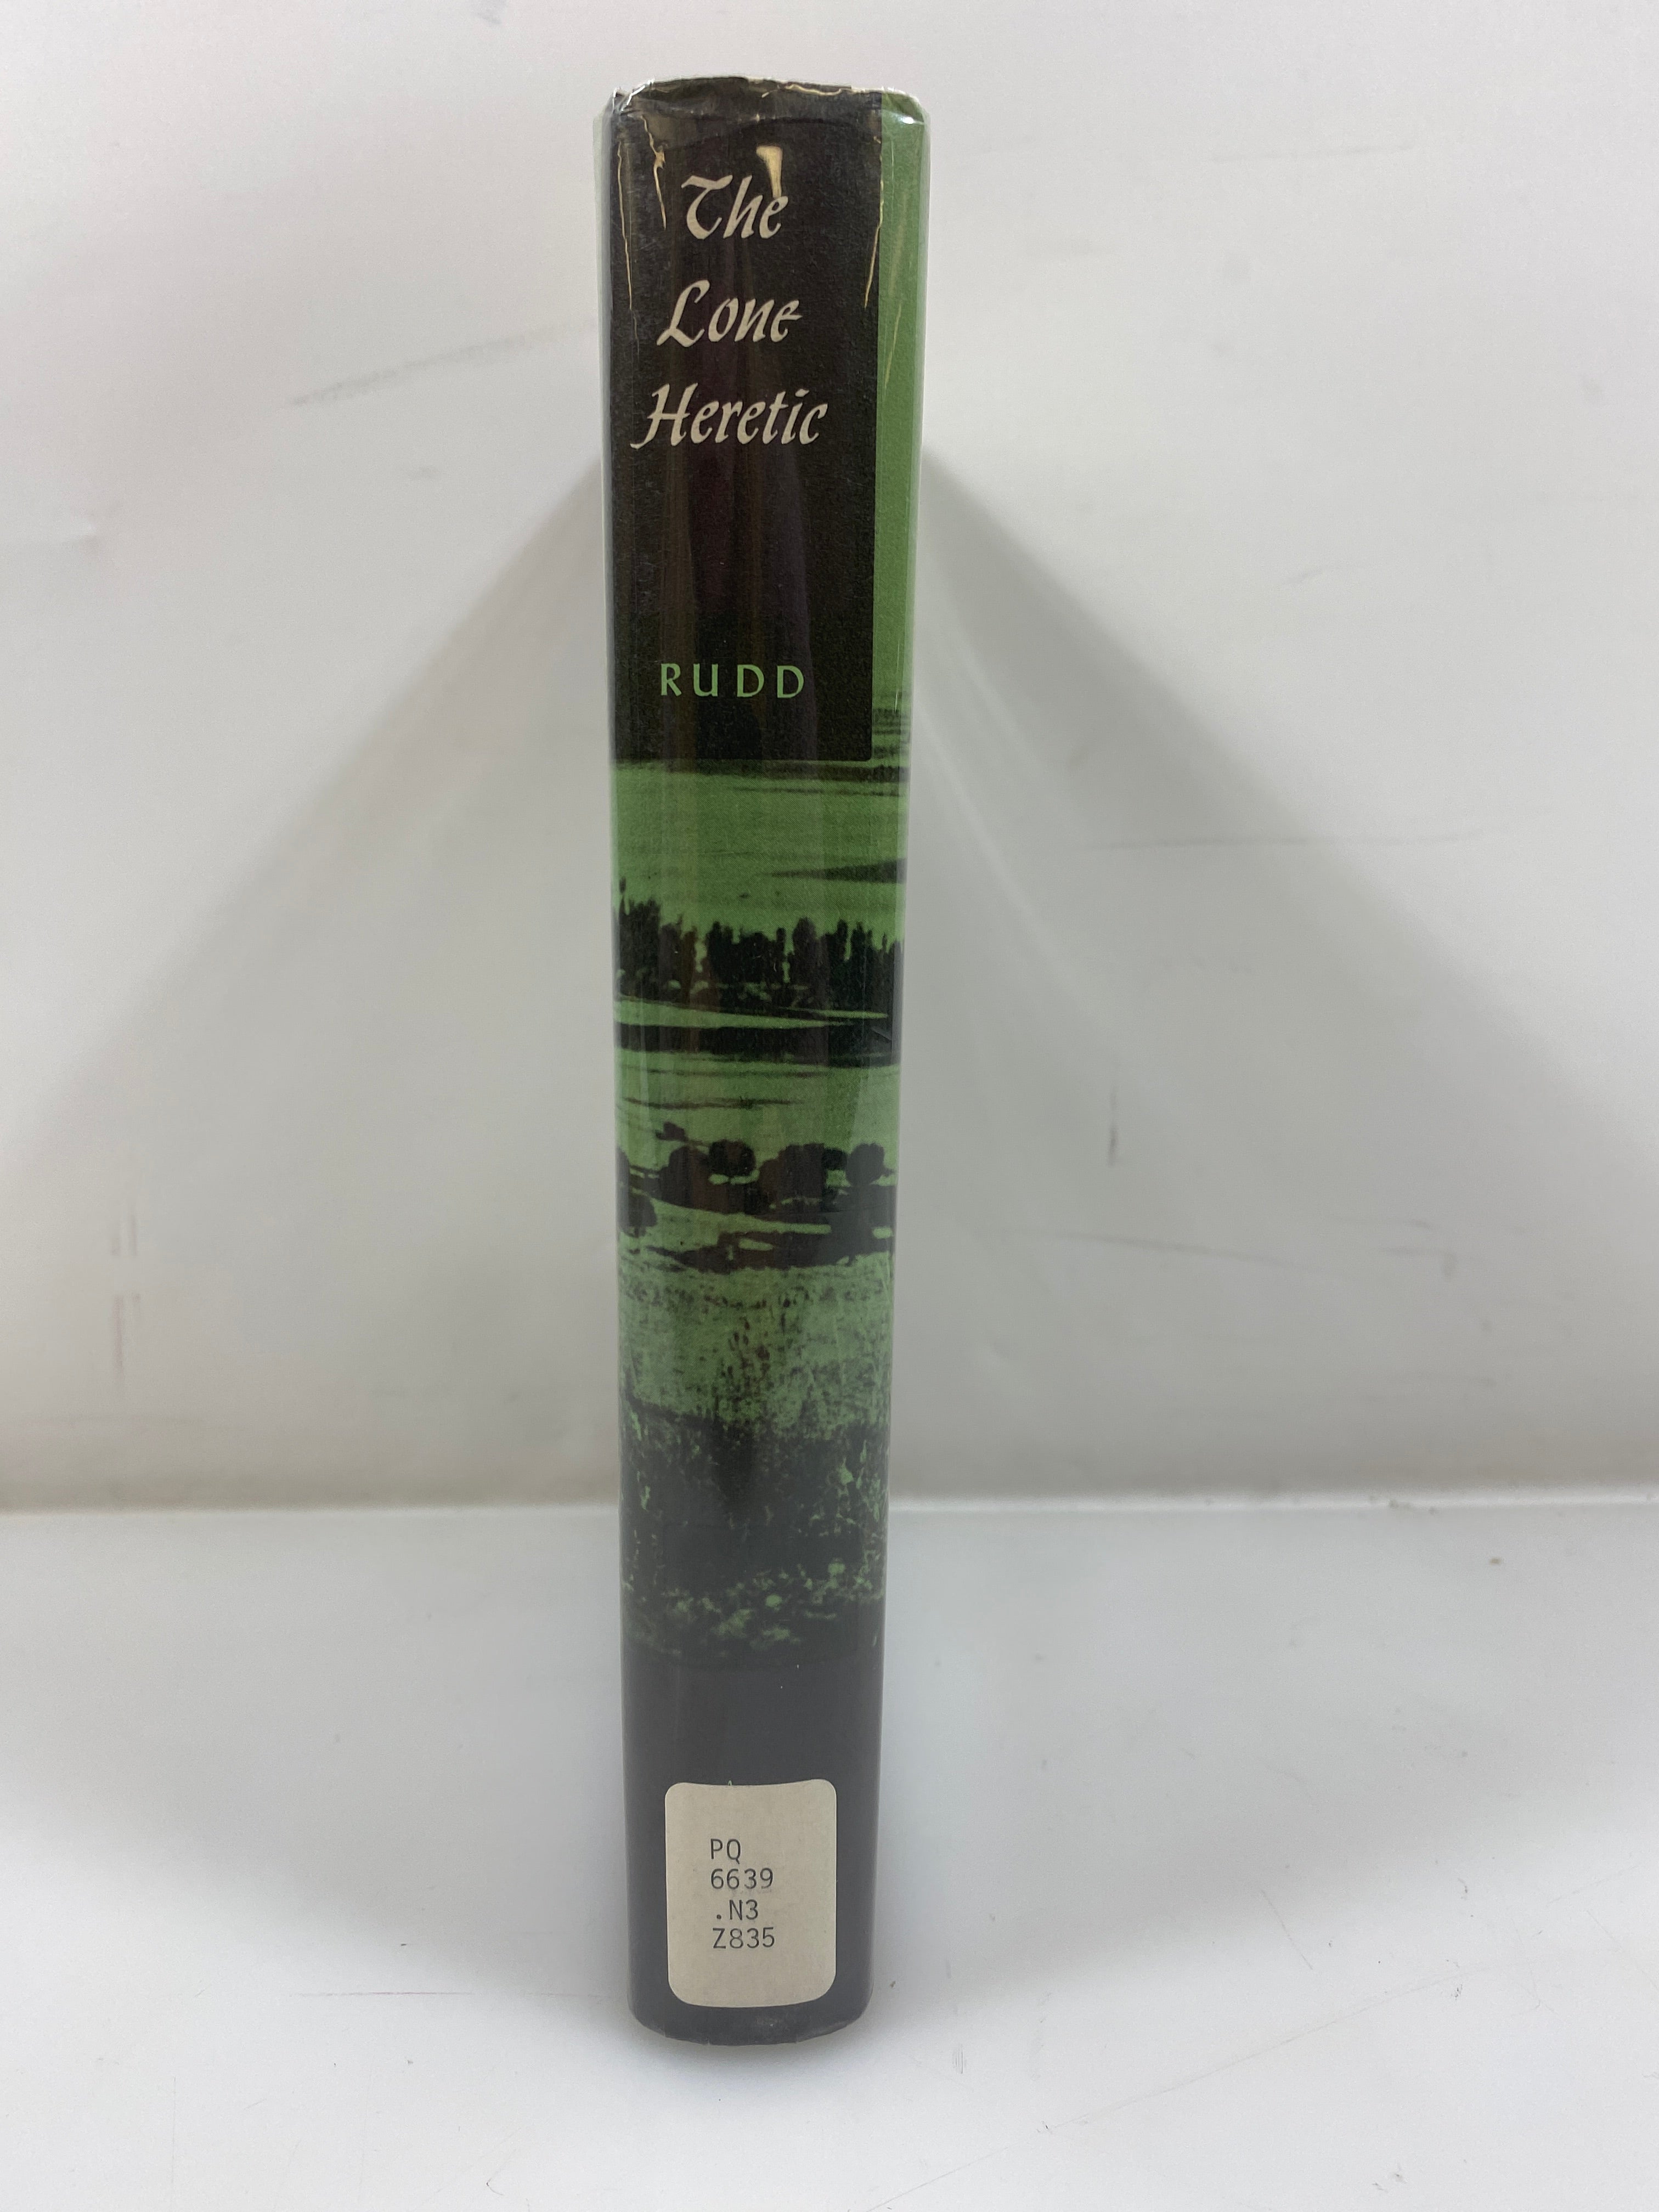 The
Lone
Heretic
RUDD
PQ
6639
.N3
Z835